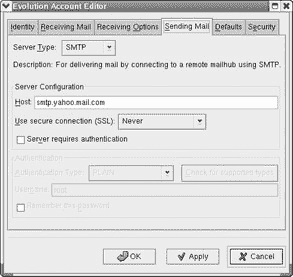 Evolution Account Editor
Identity Receiving Mail Receiving Options Sending Mail Defaults Security
Server Type: SMTP
Description: For delivering mail by connecting to a remote mailhub using SMTP.
Server Configuration
Host: smtp.yahoo.mail.com
Use secure connection (SSL): Never
Server requires authentication
Authentication
Authentication Type: PLAIN Check for supported types
Username:
Remember this password
OK Apply Cancel